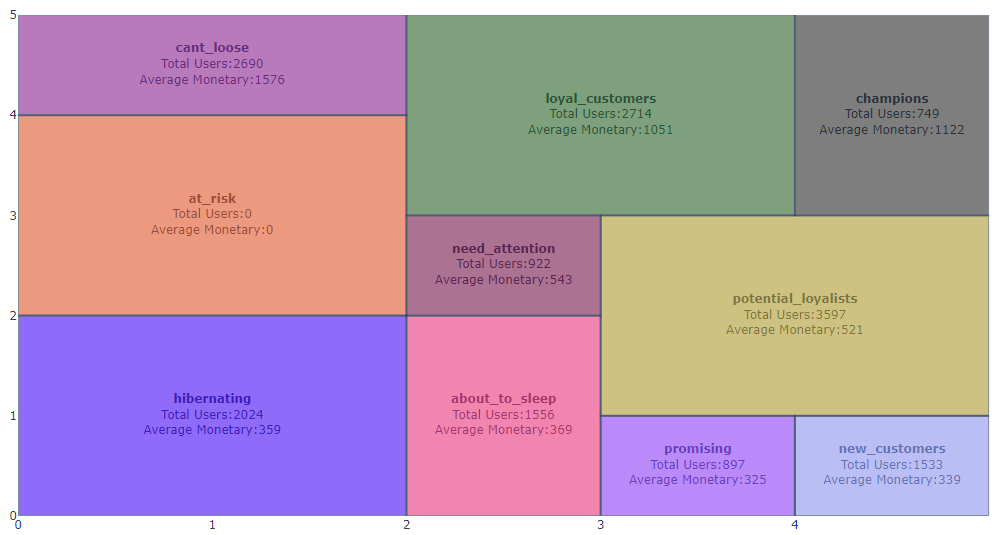 5
cant_loose
Total Users:2690
Average Monetary:1576
loyal_customers
Total Users:2714
Average Monetary:1051
champions
Total Users:749
Average Monetary:1122
4
at_risk
Total Users:0
Average Monetary:0
3
need_attention
Total Users:922
Average Monetary:543
potential_loyalists
Total Users:3597
Average Monetary:521
2
hibernating
Total Users:2024
Average Monetary:359
about_to_sleep
Total Users:1556
Average Monetary:369
1
promising
Total Users:897
Average Monetary:325
new_customers
Total Users:1533
Average Monetary:339
0
0 1 2 3 4